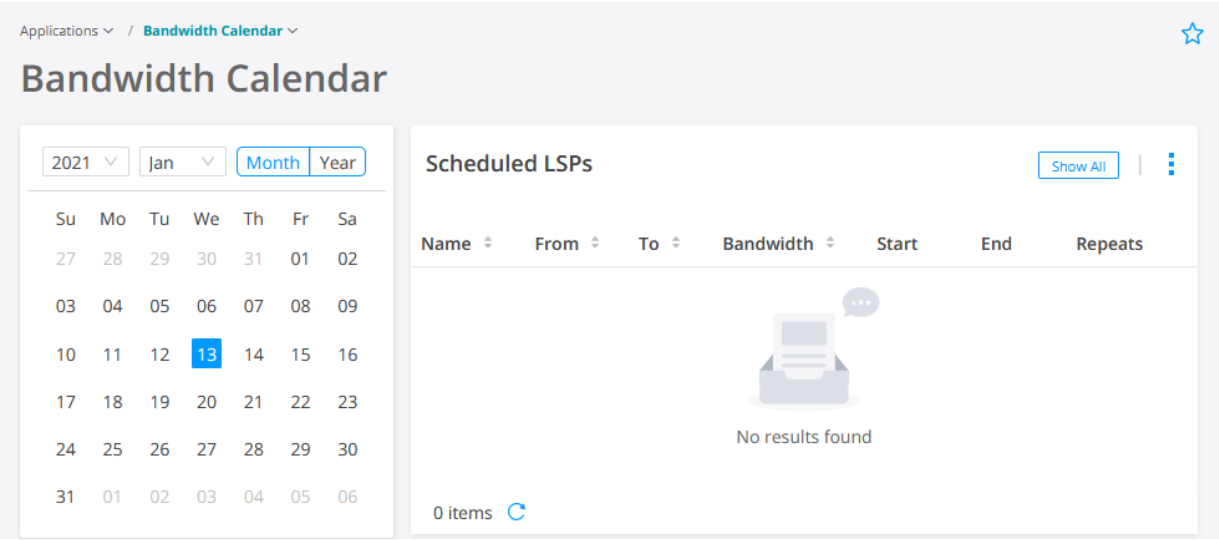 Applications / Bandwidth Calendar
Bandwidth Calendar
2021 Jan Month Year
Su Mo Tu We Th Fr Sa
27 28 29 30 31 01 02
03 04 05 06 07 08 09
10 11 12 13 14 15 16
17 18 19 20 21 22 23
24 25 26 27 28 29 30
31 01 02 03 04 05 06
Scheduled LSPs Show All
Name From To Bandwidth Start End Repeats
No results found
0 items